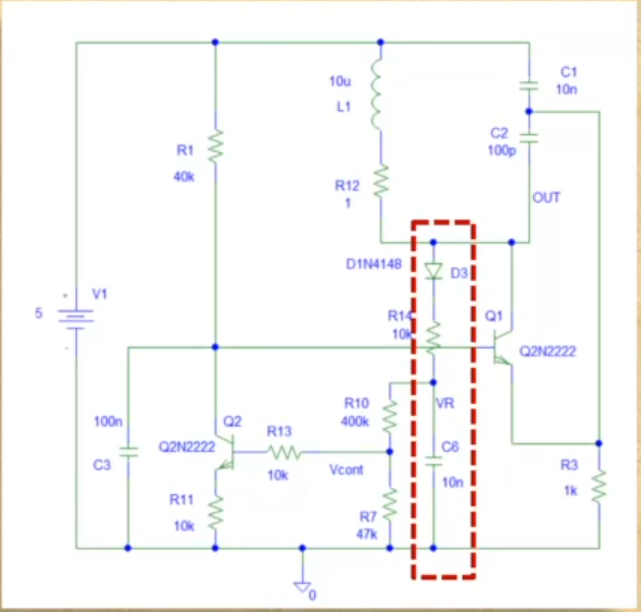 C1
10n
10u
L1
C2
100p
R1
40k
R12
1
OUT
D1N4148
D3
V1
5
R14
10k
Q1
Q2N2222
R10
400k
VR
100n
C3
Q2
Q2N2222
R13
10k
Vcont
C6
10n
R3
1k
R11
10k
R7
47k
0